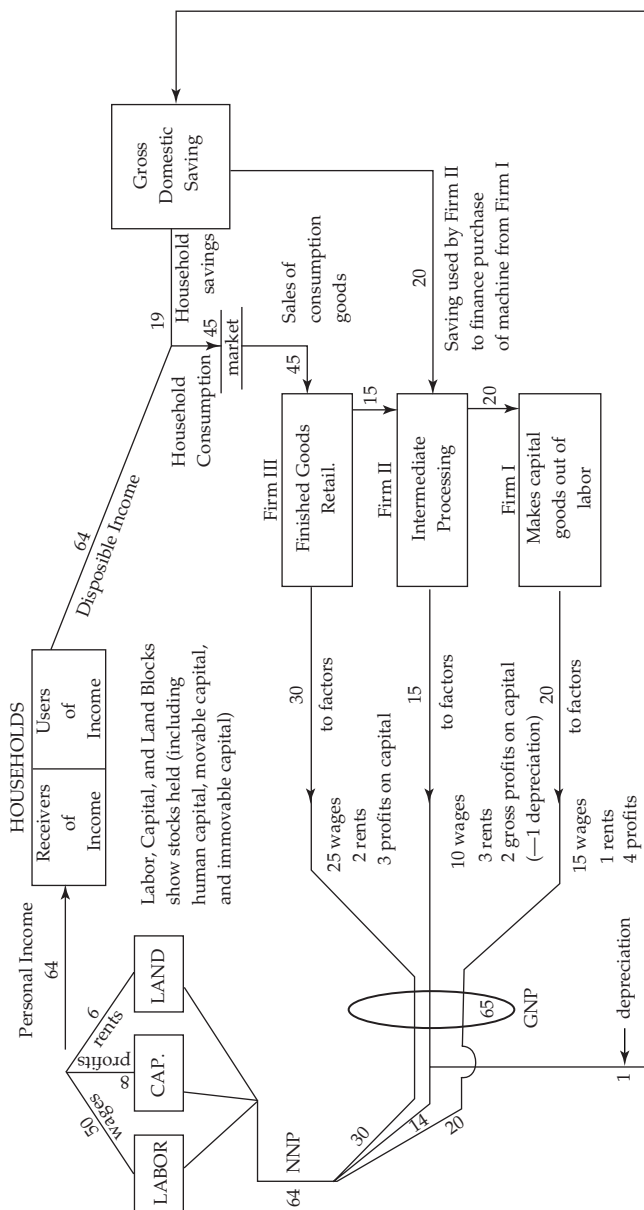 HOUSEHOLDS
Receivers
of
Income
Users
of
Income
Personal Income
64
50
wages
8
profits
6
rents
LABOR
CAP.
LAND
64
NNP
Labor, Capital, and Land Blocks
show stocks held (including
human capital, movable capital,
and immovable capital)
64
Disposible Income
19
Household
savings
Gross
Domestic
Saving
Household
Consumption
45
market
Sales of
consumption
goods
45
Firm III
Finished Goods
Retail.
15
Firm II
Intermediate
Processing
20
Saving used by Firm II
to finance purchase
of machine from Firm I
20
Firm I
Makes capital
goods out of
labor
30
to factors
25 wages
2 rents
3 profits on capital
15
to factors
10 wages
3 rents
2 gross profits on capital
(—1 depreciation)
20
to factors
15 wages
1 rents
4 profits
65
GNP
30
14
20
1
depreciation